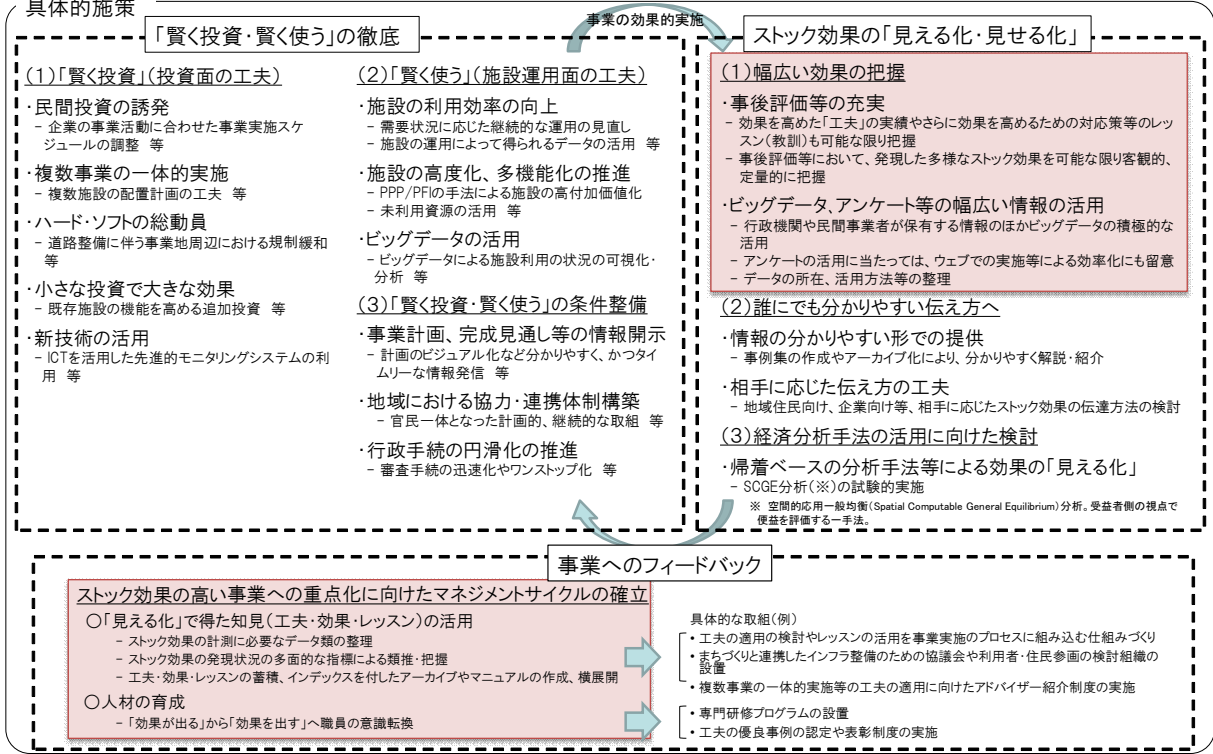 具体的施策
事業の効果的実施
「賢く投資・賢く使う」の徹底
(1)「賢く投資」(投資面の工夫)
・民間投資の誘発
− 企業の事業活動に合わせた事業実施スケ
ジュールの調整 等
・複数事業の一体的実施
− 複数施設の配置計画の工夫 等
・ハード・ソフトの総動員
− 道路整備に伴う事業地周辺における規制緩和
等
・小さな投資で大きな効果
− 既存施設の機能を高める追加投資 等
・新技術の活用
− ICTを活用した先進的モニタリングシステムの利
用 等
(2)「賢く使う」(施設運用面の工夫)
・施設の利用効率の向上
− 需要状況に応じた継続的な運用の見直し
− 施設の運用によって得られるデータの活用 等
・施設の高度化、多機能化の推進
− PPP/PFIの手法による施設の高付加価値化
− 未利用資源の活用 等
・ビッグデータの活用
− ビッグデータによる施設利用の状況の可視化・
分析 等
(3)「賢く投資・賢く使う」の条件整備
・事業計画、完成見通し等の情報開示
− 計画のビジュアル化など分かりやすく、かつタイ
ムリーな情報発信 等
・地域における協力・連携体制構築
− 官民一体となった計画的、継続的な取組 等
・行政手続の円滑化の推進
− 審査手続の迅速化やワンストップ化 等
ストック効果の「見える化・見せる化」
(1)幅広い効果の把握
・事後評価等の充実
− 効果を高めた「工夫」の実績やさらに効果を高めるための対応策等のレッ
スン(教訓)も可能な限り把握
− 事後評価等において、発現した多様なストック効果を可能な限り客観的、
定量的に把握
・ビッグデータ、アンケート等の幅広い情報の活用
− 行政機関や民間事業者が保有する情報のほかビッグデータの積極的な
活用
− アンケートの活用に当たっては、ウェブでの実施等による効率化にも留意
− データの所在、活用方法等の整理
(2)誰にでも分かりやすい伝え方へ
・情報の分かりやすい形での提供
− 事例集の作成やアーカイブ化により、分かりやすく解説・紹介
・相手に応じた伝え方の工夫
− 地域住民向け、企業向け等、相手に応じたストック効果の伝達方法の検討
(3)経済分析手法の活用に向けた検討
・帰着ベースの分析手法等による効果の「見える化」
− SCGE分析(※)の試験的実施
※ 空間的応用一般均衡(Spatial Computable General Equilibrium)分析。受益者側の視点で
便益を評価する一手法。
事業へのフィードバック
ストック効果の高い事業への重点化に向けたマネジメントサイクルの確立
○「見える化」で得た知見(工夫・効果・レッスン)の活用
− ストック効果の計測に必要なデータ類の整理
− ストック効果の発現状況の多面的な指標による類推・把握
− 工夫・効果・レッスンの蓄積、インデックスを付したアーカイブやマニュアルの作成、横展開
○人材の育成
− 「効果が出る」から「効果を出す」へ職員の意識転換
具体的な取組(例)
• 工夫の適用の検討やレッスンの活用を事業実施のプロセスに組み込む仕組みづくり
• まちづくりと連携したインフラ整備のための協議会や利用者・住民参画の検討組織の
設置
• 複数事業の一体的実施等の工夫の適用に向けたアドバイザー紹介制度の実施
• 専門研修プログラムの設置
• 工夫の優良事例の認定や表彰制度の実施